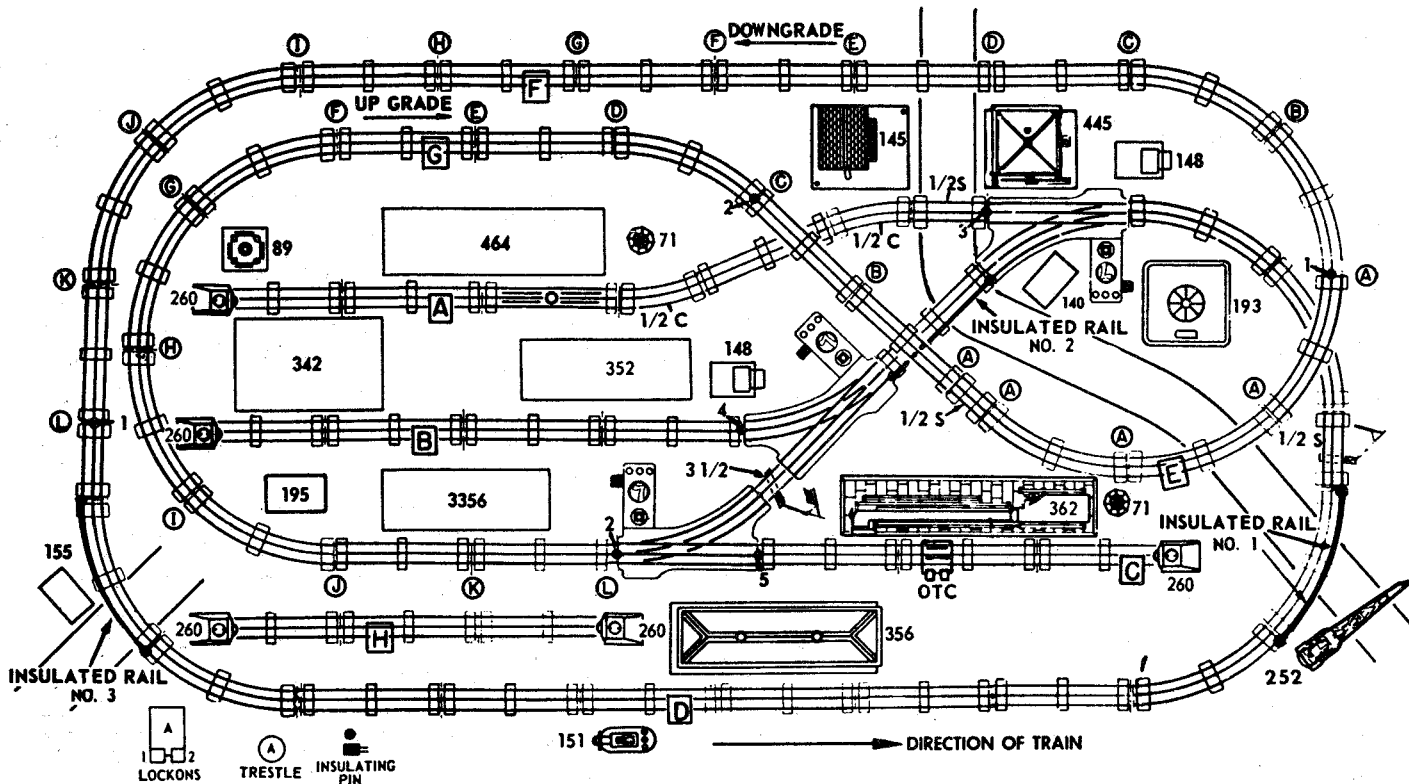 DOWNGRADE
I H G F E D C
UP GRADE
F E D
F
J
G
G
C
2
B
145
445
148
1/2S
3
1/2 C
464
71
89
260
A
1/2 C
B
140
193
1
A
INSULATED RAIL
NO. 2
K
H
342
352
148
A
A
1/2 S
A
A
1/2 S
E
L
1
260
B
4
3 1/2
195
3356
362
71
INSULATED RAIL
NO. 1
I
155
2
5
J K L
OTC
C
260
260
H
260
356
INSULATED RAIL
NO. 3
252
D
151
DIRECTION OF TRAIN
A
1 2
LOCKONS
A
TRESTLE
INSULATING
PIN